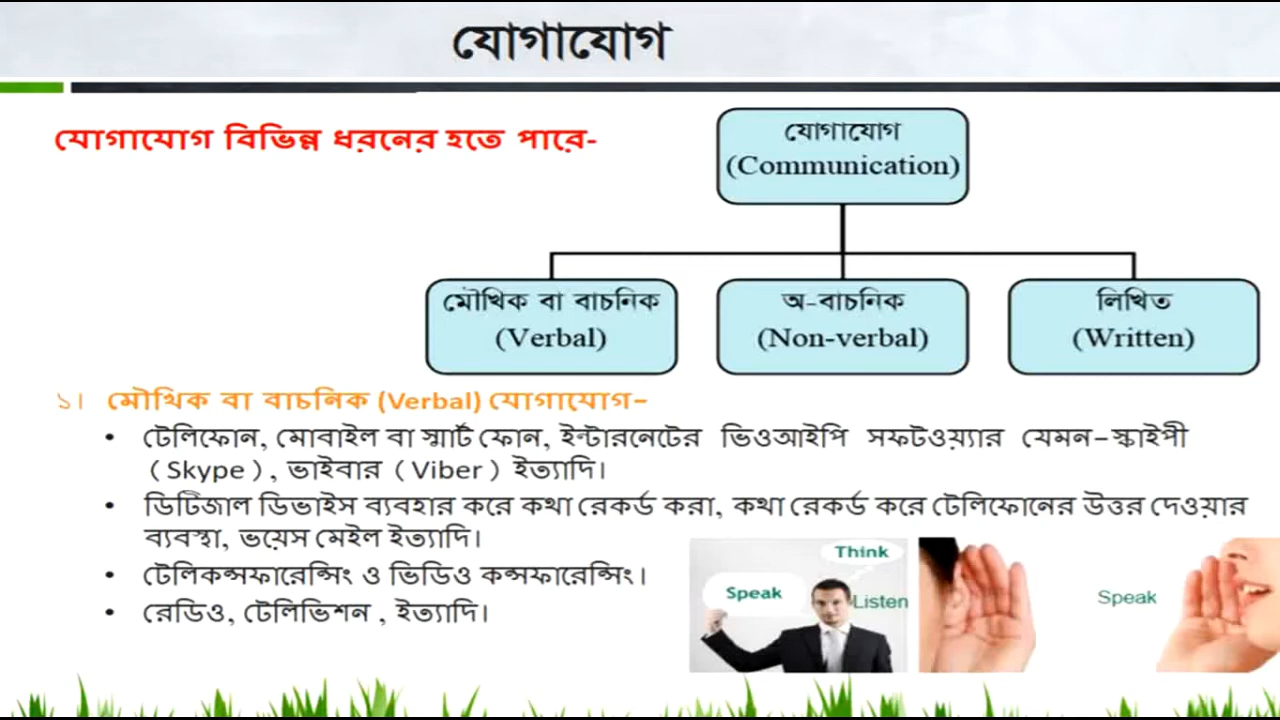 যোগাযোগ
যোগাযোগ বিভিন্ন ধরনের হতে পারে-
যোগাযোগ
(Communication)
মৌখিক বা বাচনিক
(Verbal)
অ-বাচনিক
(Non-verbal)
লিখিত
(Written)
১। মৌখিক বা বাচনিক (Verbal) যোগাযোগ–
• টেলিফোন, মোবাইল বা স্মার্ট ফোন, ইন্টারনেটের ভিওআইপি সফটওয়্যার যেমন–স্কাইপী
( Skype ) , ভাইবার ( Viber ) ইত্যাদি।
• ডিটিজাল ডিভাইস ব্যবহার করে কথা রেকর্ড করা, কথা রেকর্ড করে টেলিফোনের উত্তর দেওয়ার
ব্যবস্থা, ভয়েস মেইল ইত্যাদি।
• টেলিকন্সফারেন্সিং ও ভিডিও কন্সফারেন্সিং।
• রেডিও, টেলিভিশন , ইত্যাদি।
Think
Speak
Listen
Speak